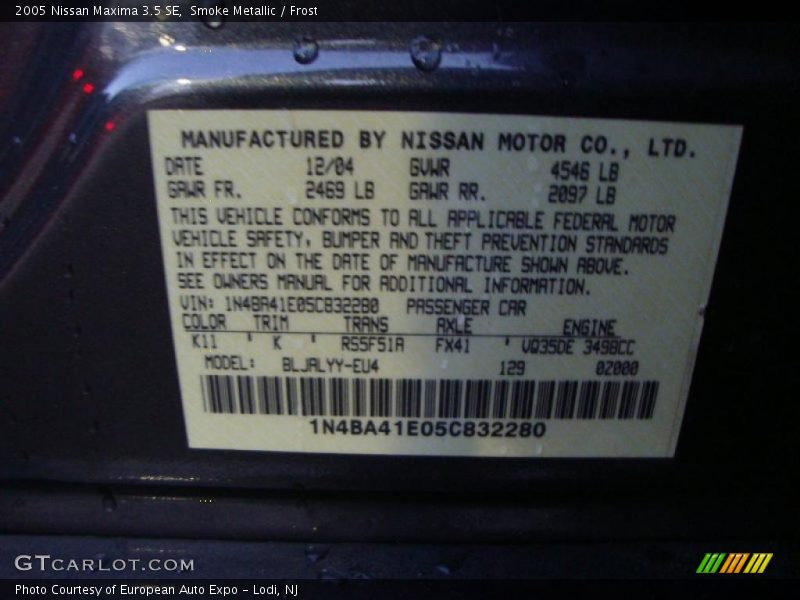 2005 Nissan Maxima 3.5 SE, Smoke Metallic / Frost
MANUFACTURED BY NISSAN MOTOR CO., LTD.
DATE 12/04 GVWR 4546 LB
GAWR FR. 2469 LB GAWR RR. 2097 LB
THIS VEHICLE CONFORMS TO ALL APPLICABLE FEDERAL MOTOR
VEHICLE SAFETY, BUMPER AND THEFT PREVENTION STANDARDS
IN EFFECT ON THE DATE OF MANUFACTURE SHOWN ABOVE.
SEE OWNERS MANUAL FOR ADDITIONAL INFORMATION.
VIN: 1N4BA41E05C832280 PASSENGER CAR
COLOR TRIM TRANS AXLE ENGINE
K11 ' K ' RS5F51A FX41 ' VQ35DE 3498CC
MODEL: BLJALYY-EU4 129 0Z000
1N4BA41E05C832280
GTCARLOT.COM
Photo Courtesy of European Auto Expo - Lodi, NJ